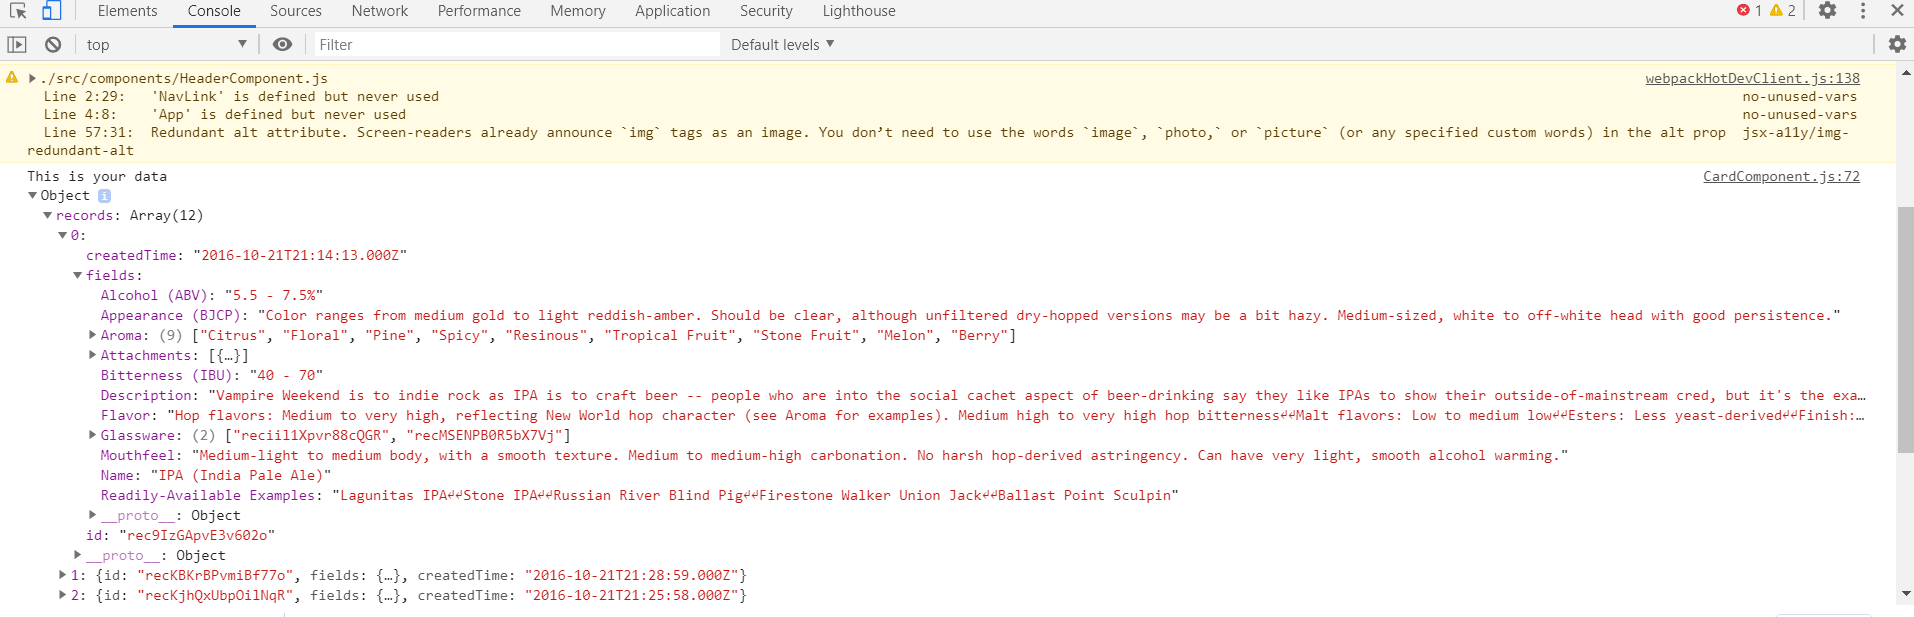 Elements Console Sources Network Performance Memory Application Security Lighthouse 1 2
top Filter Default levels
./src/components/HeaderComponent.js webpackHotDevClient.js:138
Line 2:29: 'NavLink' is defined but never used no-unused-vars
Line 4:8: 'App' is defined but never used no-unused-vars
Line 57:31: Redundant alt attribute. Screen-readers already announce `img` tags as an image. You don’t need to use the words `image`, `photo,` or `picture` (or any specified custom words) in the alt prop jsx-a11y/img-
redundant-alt
This is your data CardComponent.js:72
Object i
records: Array(12)
0:
createdTime: "2016-10-21T21:14:13.000Z"
fields:
Alcohol (ABV): "5.5 - 7.5%"
Appearance (BJCP): "Color ranges from medium gold to light reddish-amber. Should be clear, although unfiltered dry-hopped versions may be a bit hazy. Medium-sized, white to off-white head with good persistence."
Aroma: (9) ["Citrus", "Floral", "Pine", "Spicy", "Resinous", "Tropical Fruit", "Stone Fruit", "Melon", "Berry"]
Attachments: [{…}]
Bitterness (IBU): "40 - 70"
Description: "Vampire Weekend is to indie rock as IPA is to craft beer -- people who are into the social cachet aspect of beer-drinking say they like IPAs to show their outside-of-mainstream cred, but it's the exa…
Flavor: "Hop flavors: Medium to very high, reflecting New World hop character (see Aroma for examples). Medium high to very high hop bitterness↵↵Malt flavors: Low to medium low↵↵Esters: Less yeast-derived↵↵Finish:…
Glassware: (2) ["reciil1Xpvr88cQGR", "recMSENPB0R5bX7Vj"]
Mouthfeel: "Medium-light to medium body, with a smooth texture. Medium to medium-high carbonation. No harsh hop-derived astringency. Can have very light, smooth alcohol warming."
Name: "IPA (India Pale Ale)"
Readily-Available Examples: "Lagunitas IPA↵↵Stone IPA↵↵Russian River Blind Pig↵↵Firestone Walker Union Jack↵↵Ballast Point Sculpin"
__proto__: Object
id: "rec9IzGApvE3v602o"
__proto__: Object
1: {id: "recKBKrBPvmiBf77o", fields: {…}, createdTime: "2016-10-21T21:28:59.000Z"}
2: {id: "recKjhQxUbpOilNqR", fields: {…}, createdTime: "2016-10-21T21:25:58.000Z"}